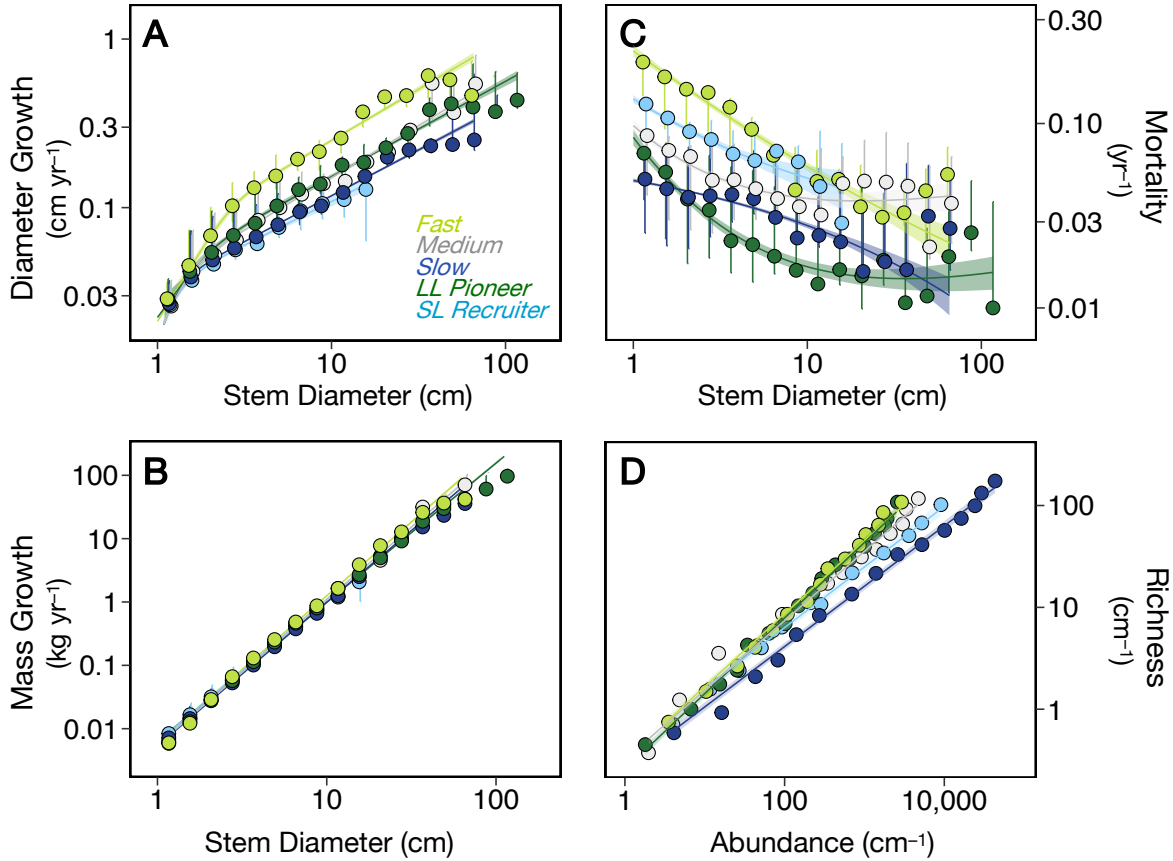 A
1
0.3
0.1
0.03
Diameter Growth
(cm yr⁻¹)
Fast
Medium
Slow
LL Pioneer
SL Recruiter
1
10
100
Stem Diameter (cm)
C
0.30
0.10
0.03
0.01
Mortality
(yr⁻¹)
1
10
100
Stem Diameter (cm)
B
100
10
1
0.1
0.01
Mass Growth
(kg yr⁻¹)
1
10
100
Stem Diameter (cm)
D
100
10
1
Richness
(cm⁻¹)
1
100
10,000
Abundance (cm⁻¹)